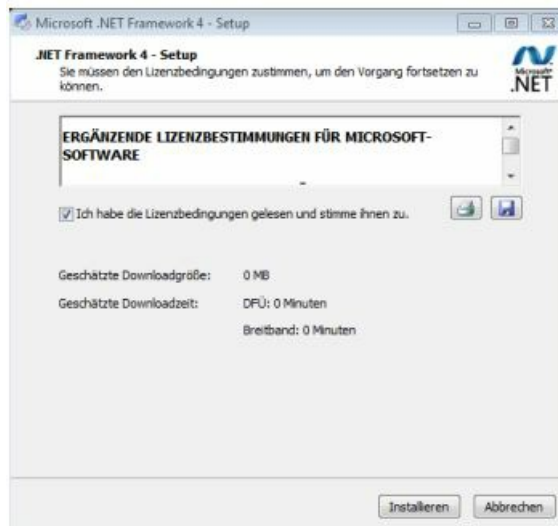 Microsoft .NET Framework 4 - Setup
.NET Framework 4 - Setup
Sie müssen den Lizenzbedingungen zustimmen, um den Vorgang fortsetzen zu
können.
Microsoft
.NET
ERGÄNZENDE LIZENZBESTIMMUNGEN FÜR MICROSOFT-
SOFTWARE
Ich habe die Lizenzbedingungen gelesen und stimme ihnen zu.
Geschätzte Downloadgröße: 0 MB
Geschätzte Downloadzeit: DFÜ: 0 Minuten
Breitband: 0 Minuten
Installieren Abbrechen